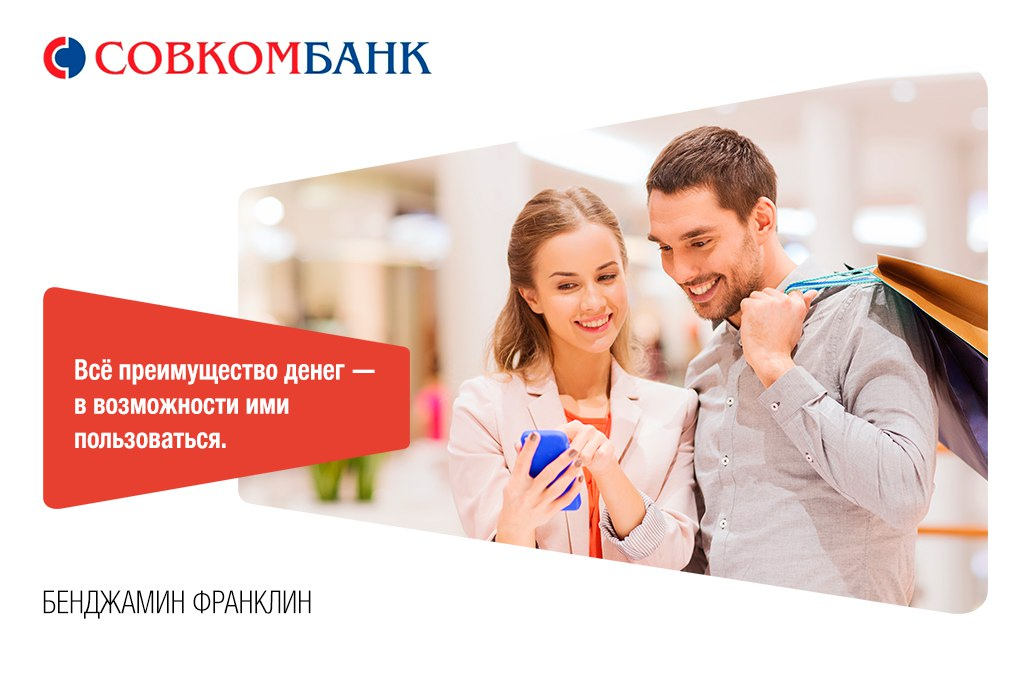 СОВКОМБАНК
Всё преимущество денег —
в возможности ими
пользоваться.
БЕНДЖАМИН ФРАНКЛИН